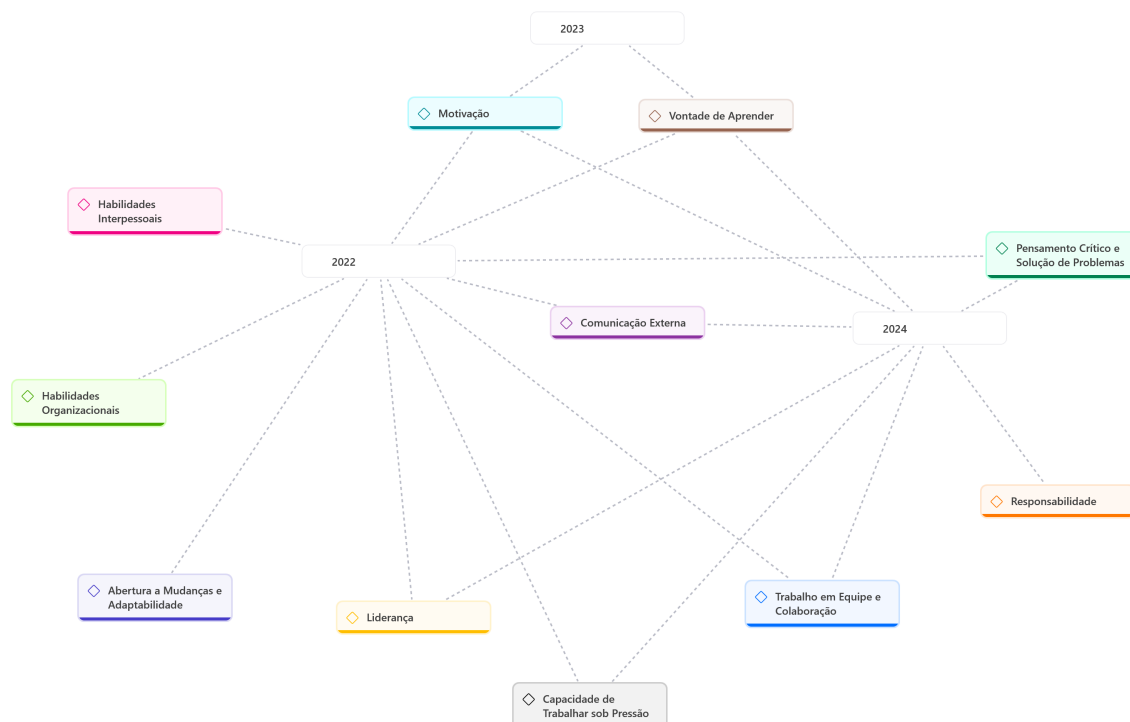 2023
Motivação
Vontade de Aprender
Habilidades
Interpessoais
2022
Pensamento Crítico e
Solução de Problemas
Comunicação Externa
2024
Habilidades
Organizacionais
Responsabilidade
Abertura a Mudanças e
Adaptabilidade
Liderança
Trabalho em Equipe e
Colaboração
Capacidade de
Trabalhar sob Pressão